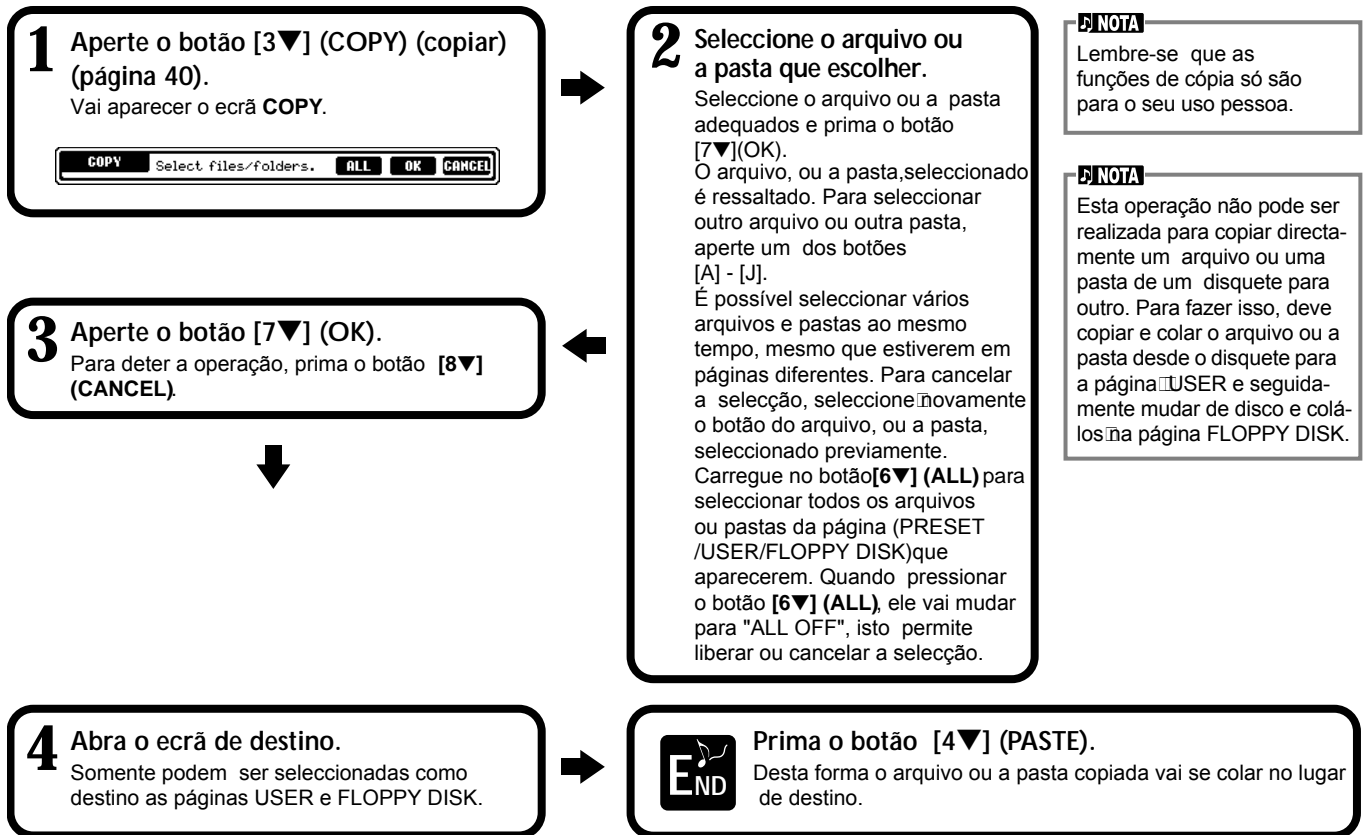 1 Aperte o botão [3▼] (COPY) (copiar)
(página 40).
Vai aparecer o ecrã COPY.
COPY Select files/folders. ALL OK CANCEL
2 Seleccione o arquivo ou
a pasta que escolher.
Seleccione o arquivo ou a pasta
adequados e prima o botão
[7▼](OK).
O arquivo, ou a pasta,seleccionado
é ressaltado. Para seleccionar
outro arquivo ou outra pasta,
aperte um dos botões
[A] - [J].
É possível seleccionar vários
arquivos e pastas ao mesmo
tempo, mesmo que estiverem em
páginas diferentes. Para cancelar
a selecção, seleccione novamente
o botão do arquivo, ou a pasta,
seleccionado previamente.
Carregue no botão[6▼] (ALL) para
seleccionar todos os arquivos
ou pastas da página (PRESET
/USER/FLOPPY DISK)que
aparecerem. Quando pressionar
o botão [6▼] (ALL), ele vai mudar
para "ALL OFF", isto permite
liberar ou cancelar a selecção.
NOTA
Lembre-se que as
funções de cópia só são
para o seu uso pessoa.
NOTA
Esta operação não pode ser
realizada para copiar directa-
mente um arquivo ou uma
pasta de um disquete para
outro. Para fazer isso, deve
copiar e colar o arquivo ou a
pasta desde o disquete para
a página USER e seguida-
mente mudar de disco e colá-
los na página FLOPPY DISK.
3 Aperte o botão [7▼] (OK).
Para deter a operação, prima o botão [8▼]
(CANCEL).
4 Abra o ecrã de destino.
Somente podem ser seleccionadas como
destino as páginas USER e FLOPPY DISK.
END
Prima o botão [4▼] (PASTE).
Desta forma o arquivo ou a pasta copiada vai se colar no lugar
de destino.